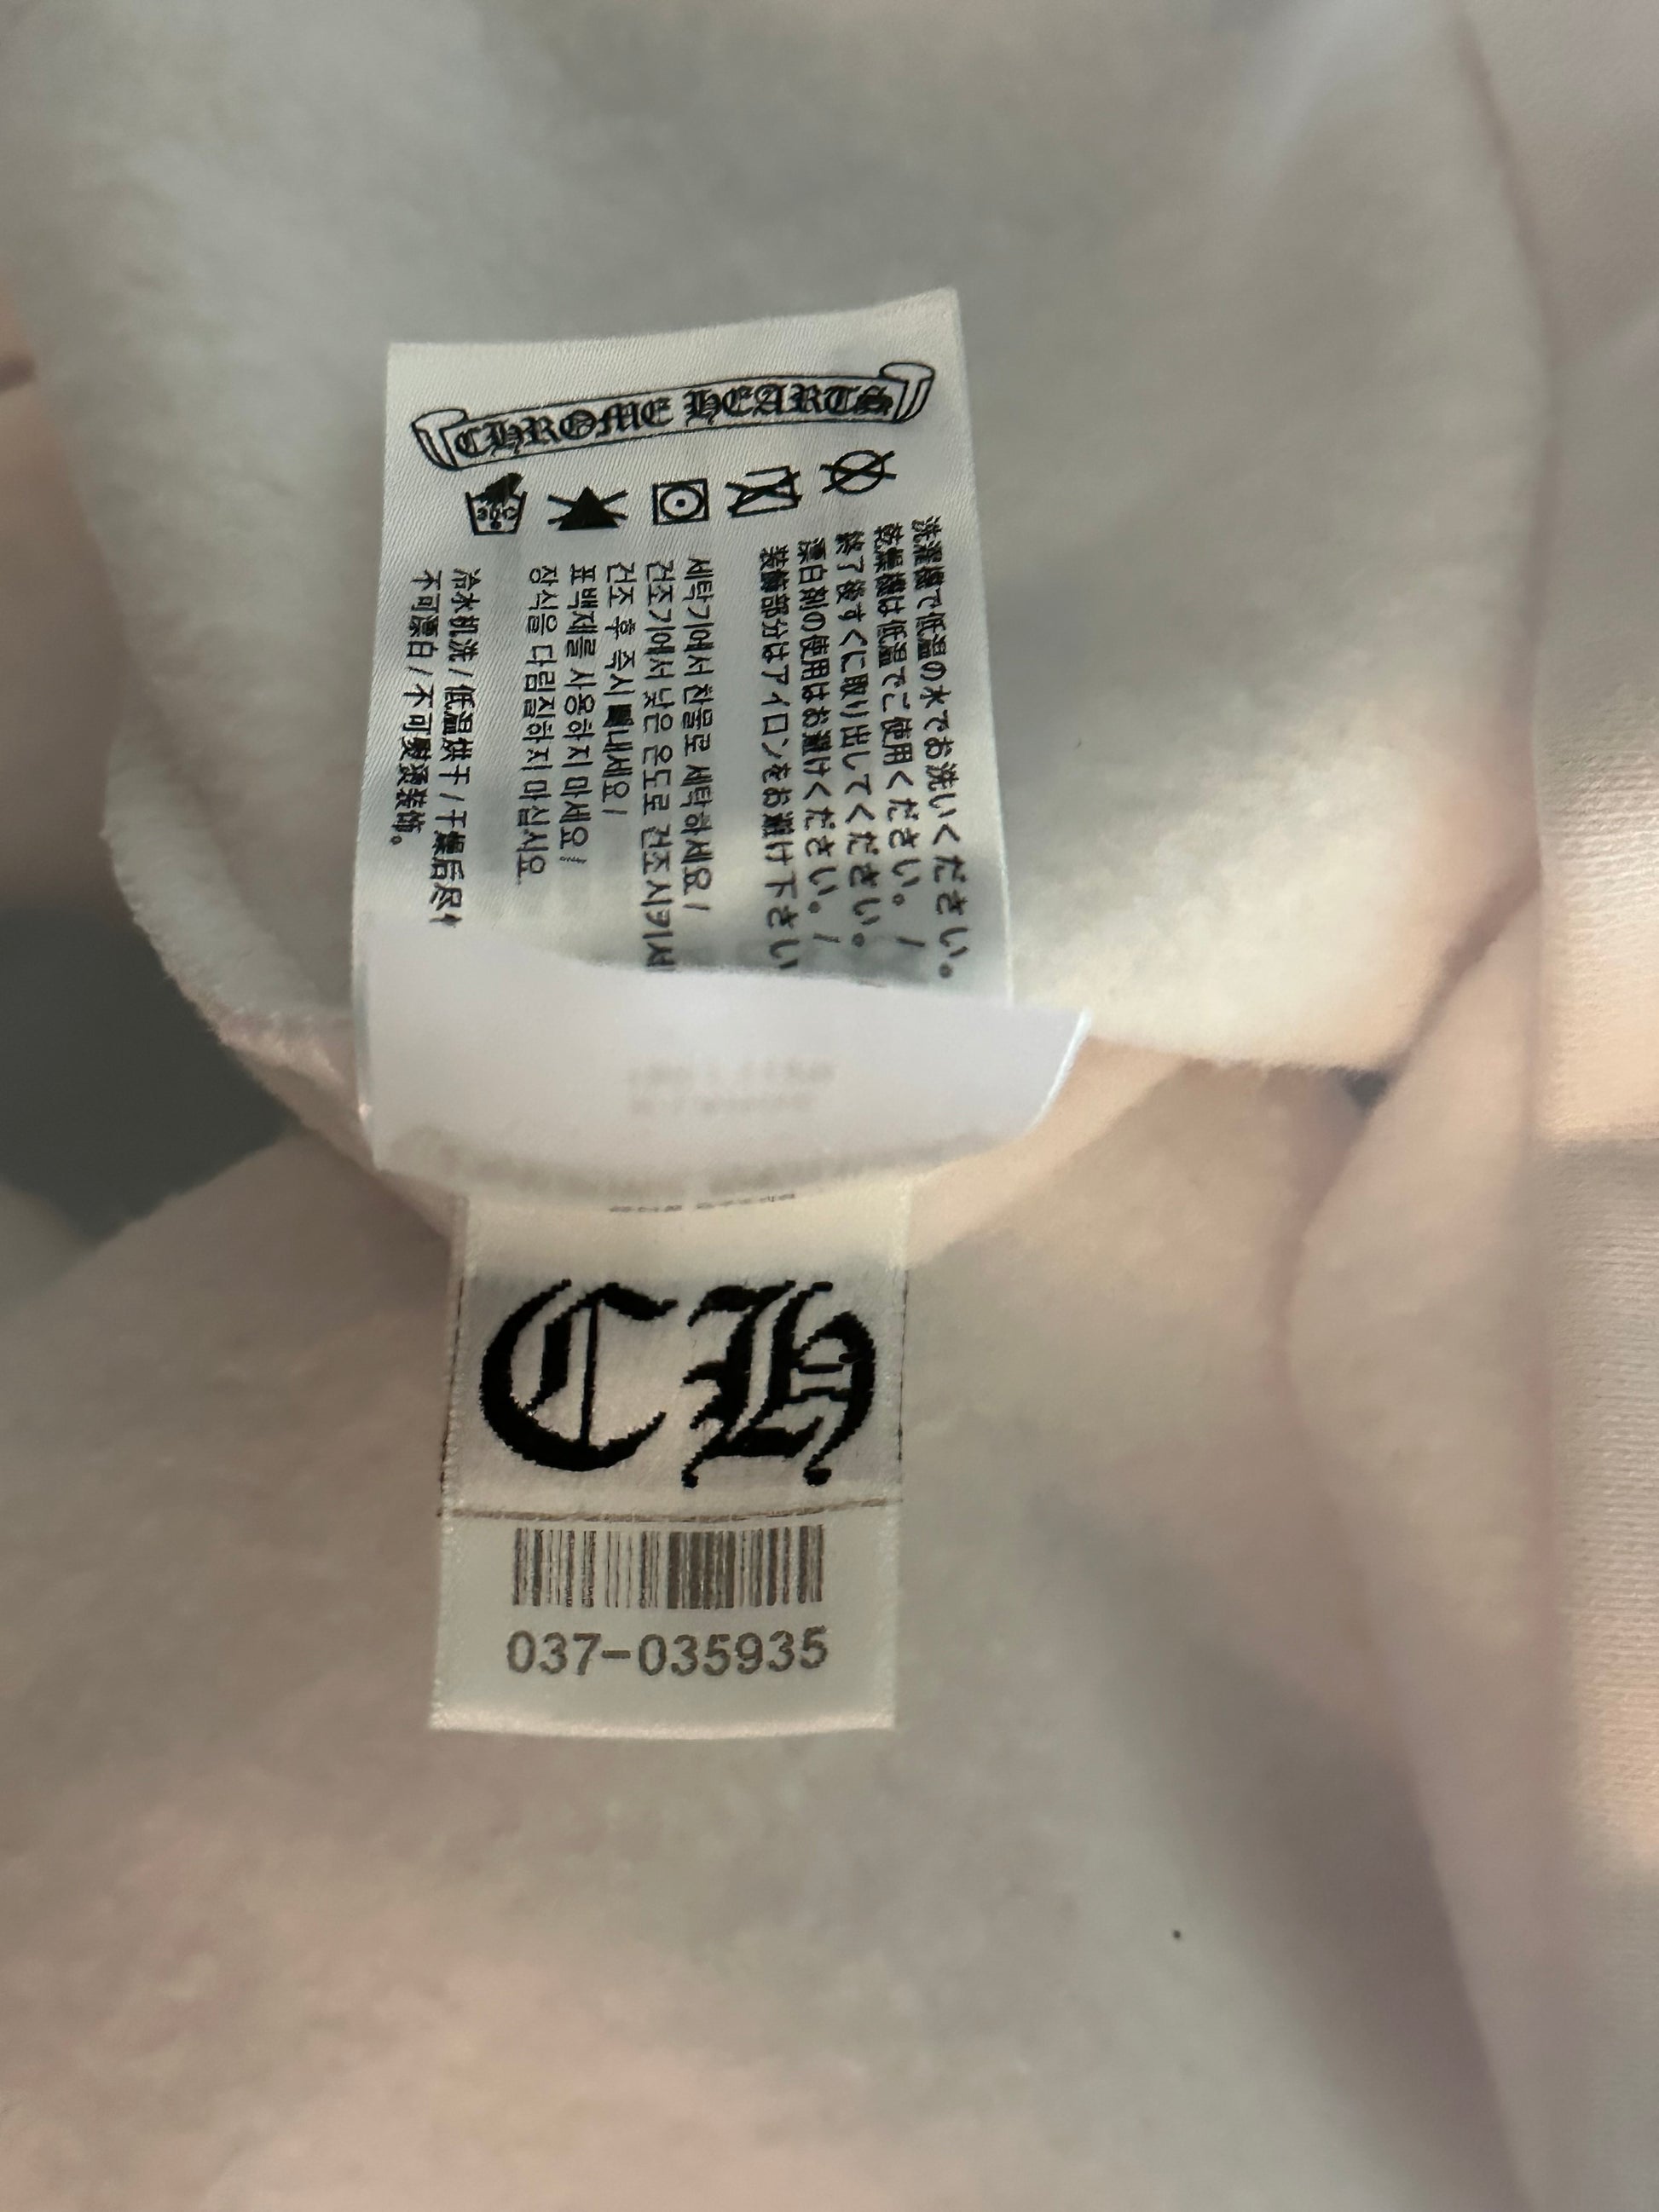 CHROME HEARTS
30°C
洗濯機で低温の水でお洗いください。
乾燥機は低温でご使用ください。/
終了後すぐに取り出してください。
漂白剤の使用はお避けください。/
装飾部分はアイロンをお避け下さい
세탁기에서 찬물로 세탁하세요/
건조기에서 낮은 온도로 건조시키세
건조 후 즉시 빼내세요/
표백제를 사용하지 마세요/
장식을 다림질하지 마십시요
冷水机洗/低温烘干/干燥后尽
不可漂白/不可熨烫装饰。
CH
037-035935